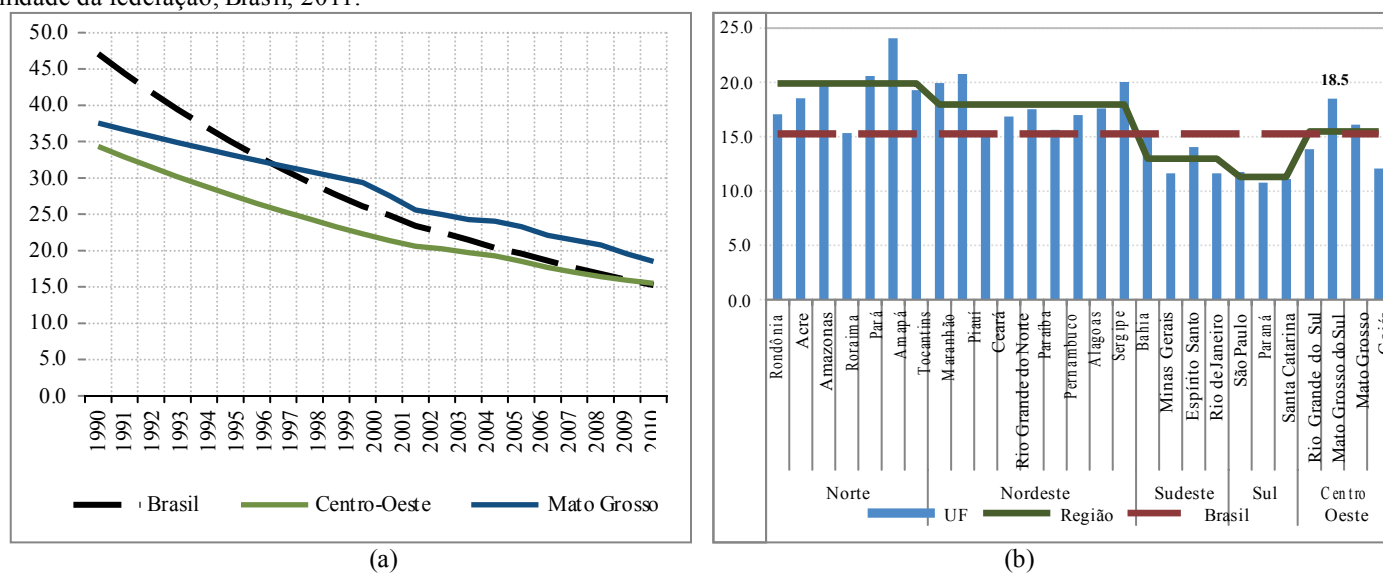 unidade da federação, Brasil, 2011.
50.0
45.0
40.0
35.0
30.0
25.0
20.0
15.0
10.0
5.0
0.0
1990 1991 1992 1993 1994 1995 1996 1997 1998 1999 2000 2001 2002 2003 2004 2005 2006 2007 2008 2009 2010
Brasil Centro-Oeste Mato Grosso
(a)
25.0
20.0
15.0
10.0
5.0
0.0
18.5
Rondônia Acre Amazonas Roraima Pará Amapá Tocantins Maranhão Piauí Ceará Rio Grande do Norte Paraíba Pernambuco Alagoas Sergipe Bahia Minas Gerais Espírito Santo Rio de Janeiro São Paulo Paraná Santa Catarina Rio Grande do Sul Mato Grosso do Sul Mato Grosso
Norte Nordeste Sudeste Sul Centro
Oeste
UF Região Brasil
(b)